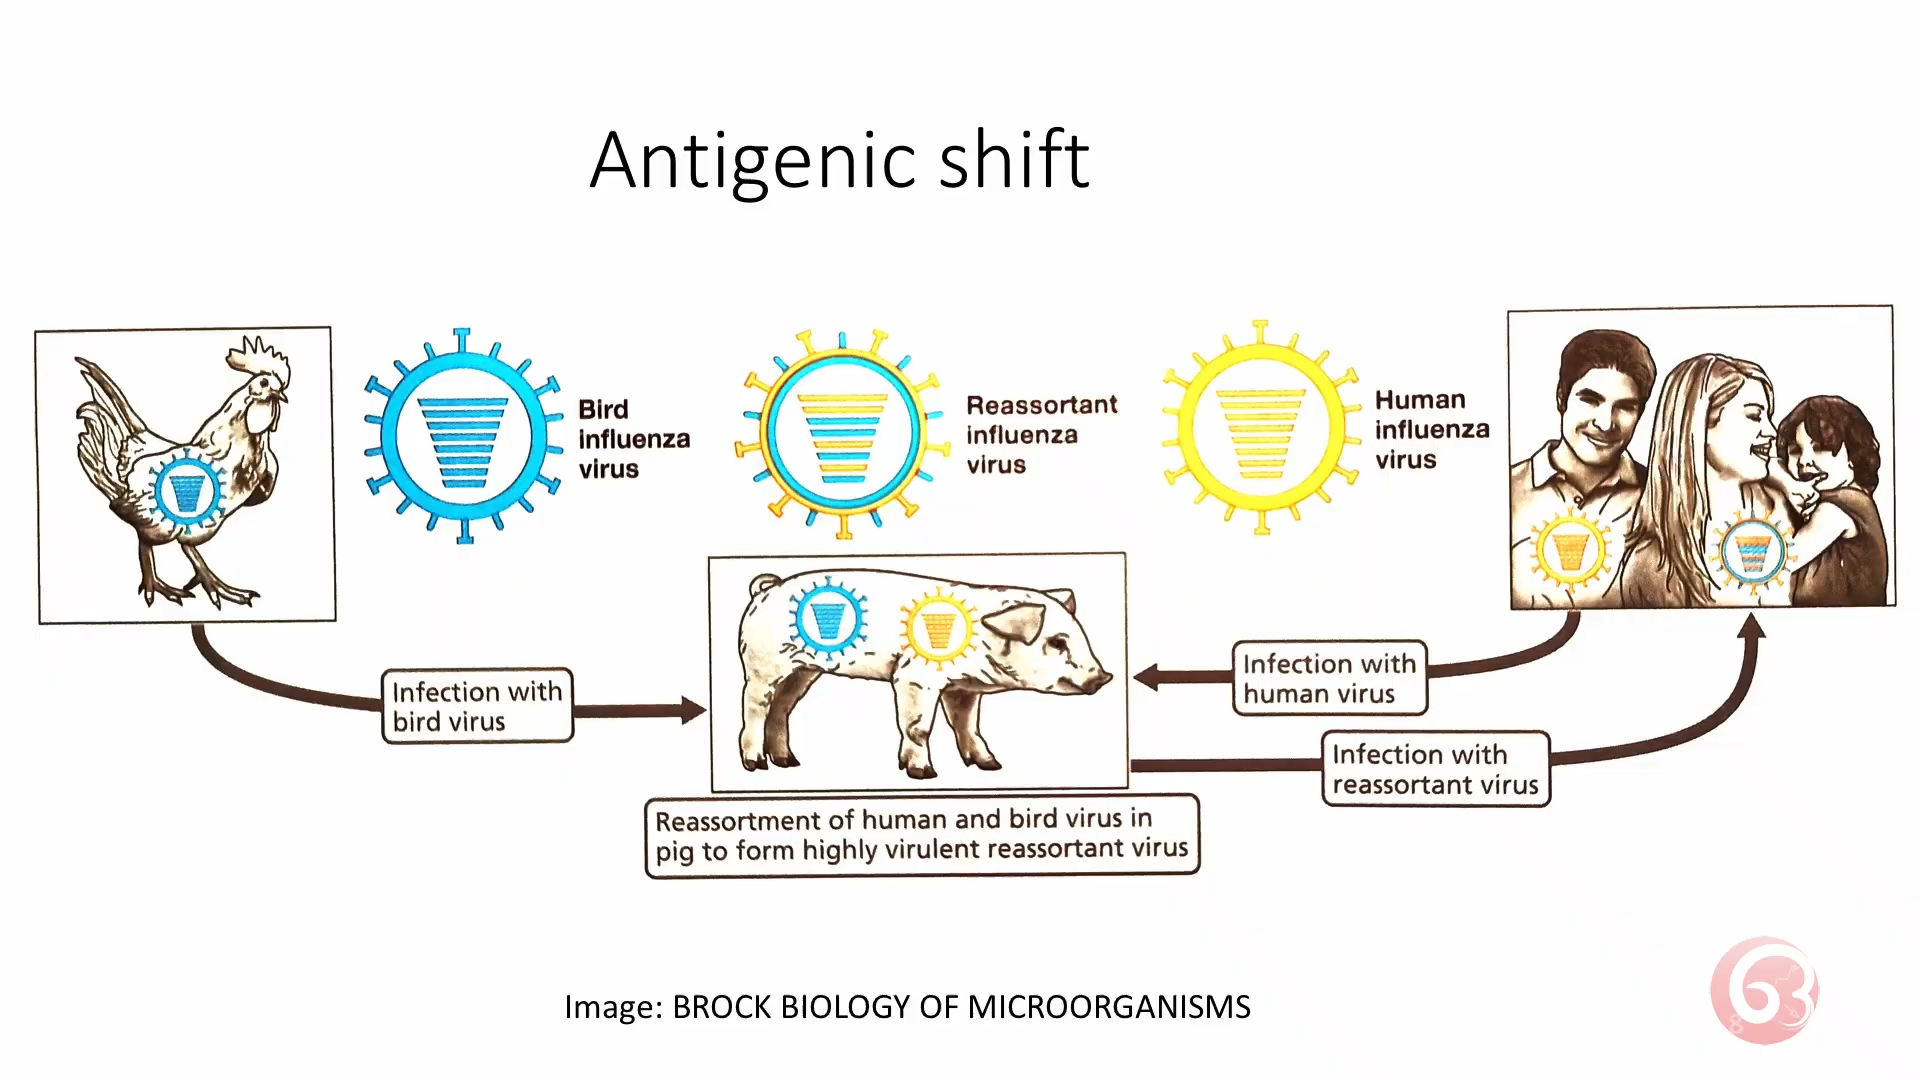 Antigenic shift
Bird
influenza
virus
Reassortant
influenza
virus
Human
influenza
virus
Infection with
bird virus
Infection with
human virus
Infection with
reassortant virus
Reassortment of human and bird virus in
pig to form highly virulent reassortant virus
Image: BROCK BIOLOGY OF MICROORGANISMS